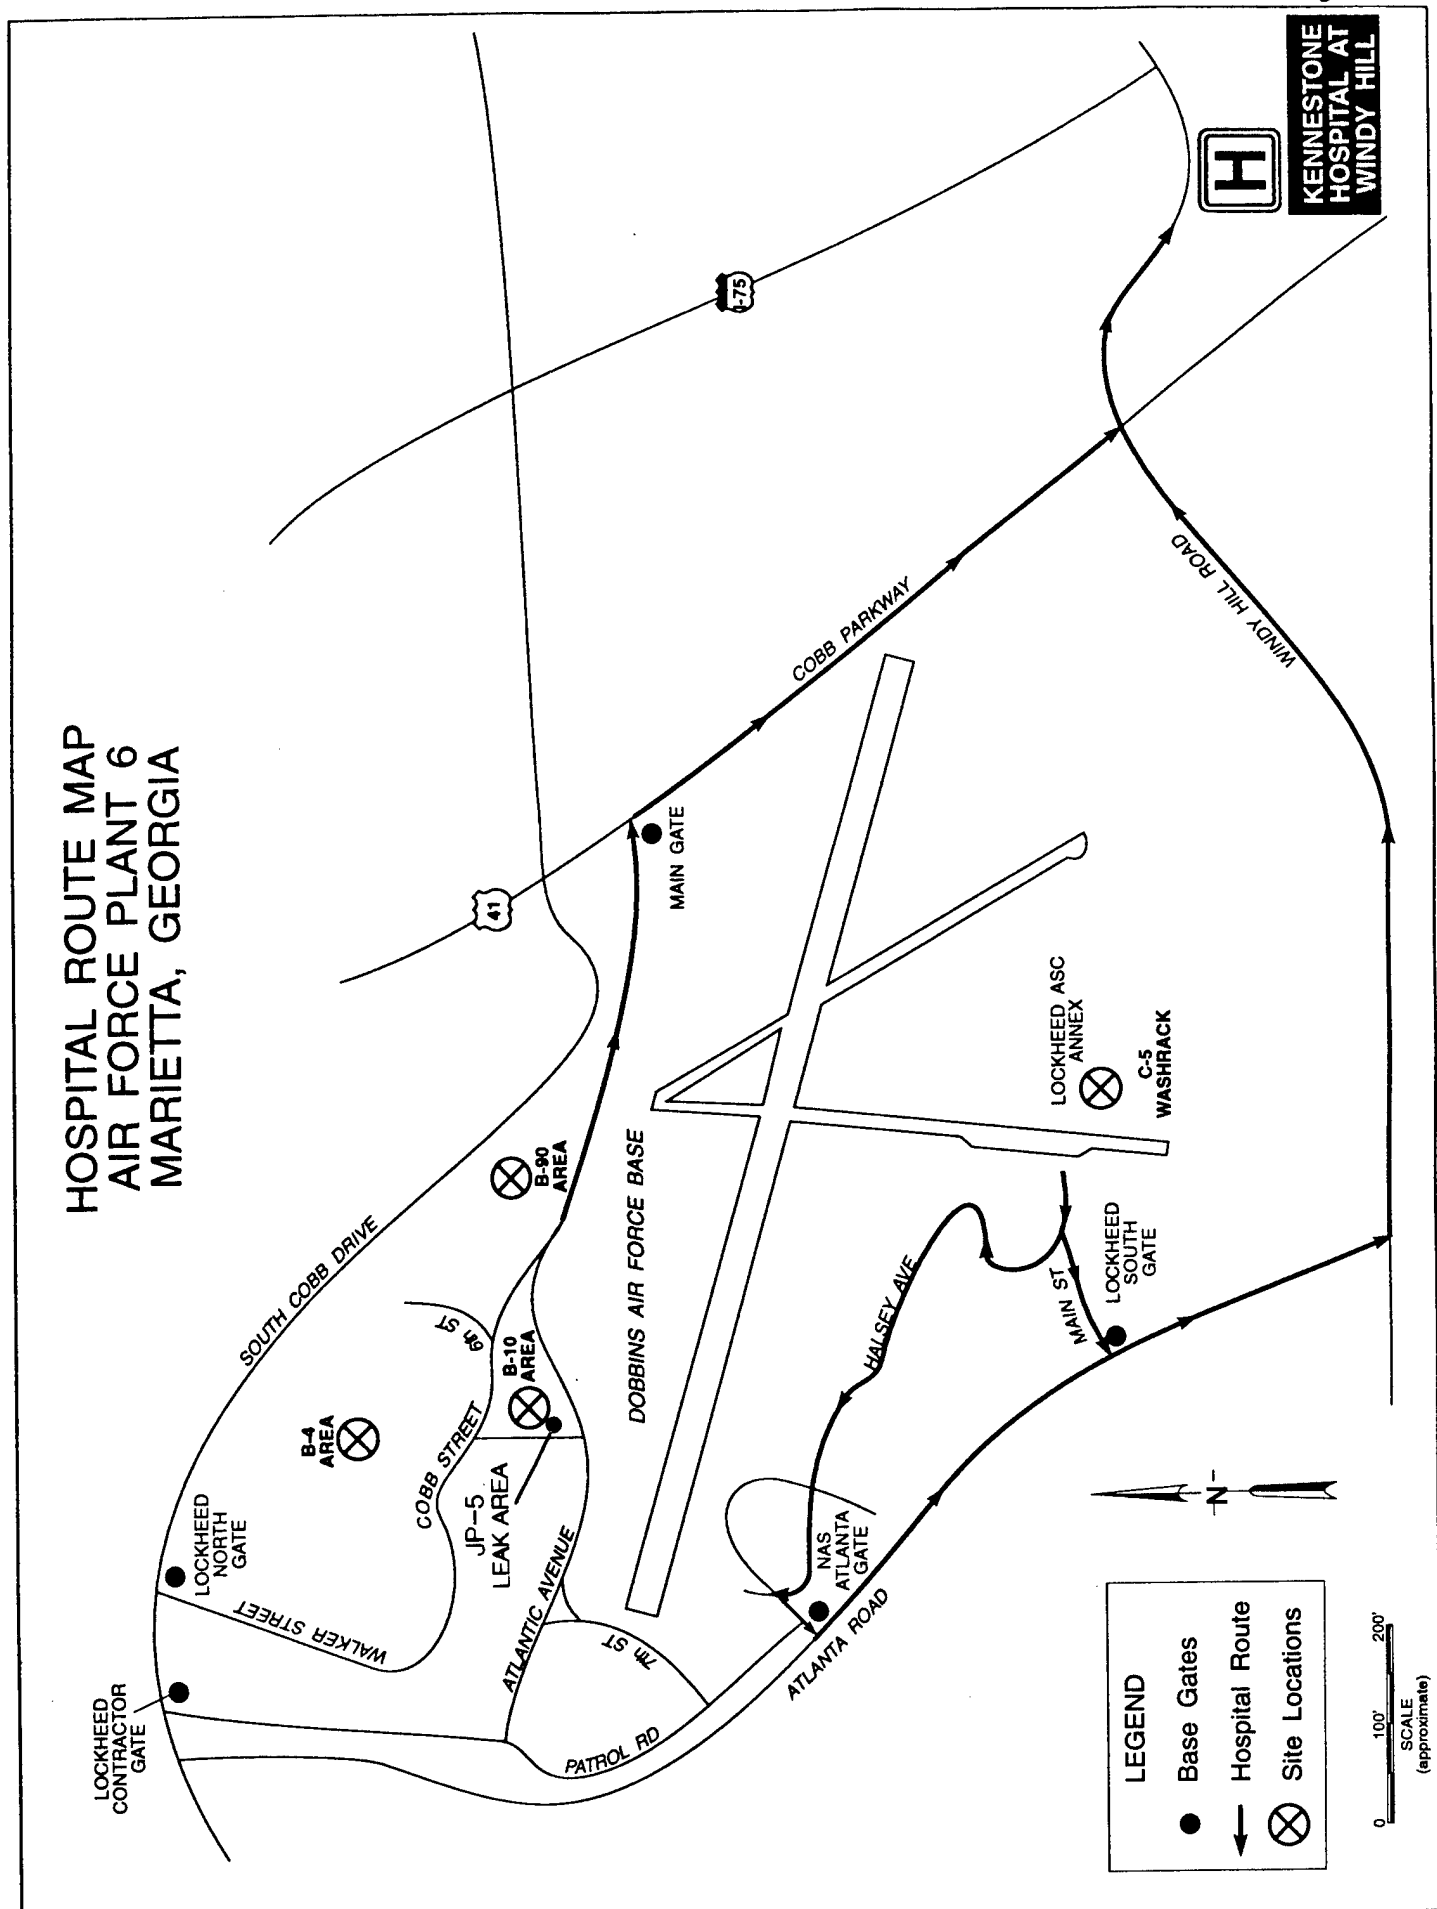 HOSPITAL ROUTE MAP
AIR FORCE PLANT 6
MARIETTA, GEORGIA
KENNESTONE
HOSPITAL AT
WINDY HILL
H
I-75
41
COBB PARKWAY
WINDY HILL ROAD
MAIN GATE
SOUTH COBB DRIVE
B-90
AREA
DOBBINS AIR FORCE BASE
LOCKHEED ASC
ANNEX
C-5
WASHRACK
9th ST
B-10
AREA
B-4
AREA
COBB STREET
JP-5
LEAK AREA
HALSEY AVE
MAIN ST
LOCKHEED
SOUTH
GATE
LOCKHEED
NORTH
GATE
WALKER STREET
ATLANTIC AVENUE
7th ST
NAS
ATLANTA
GATE
ATLANTA ROAD
PATROL RD
LOCKHEED
CONTRACTOR
GATE
N
LEGEND
Base Gates
Hospital Route
Site Locations
0 100' 200'
SCALE
(approximate)